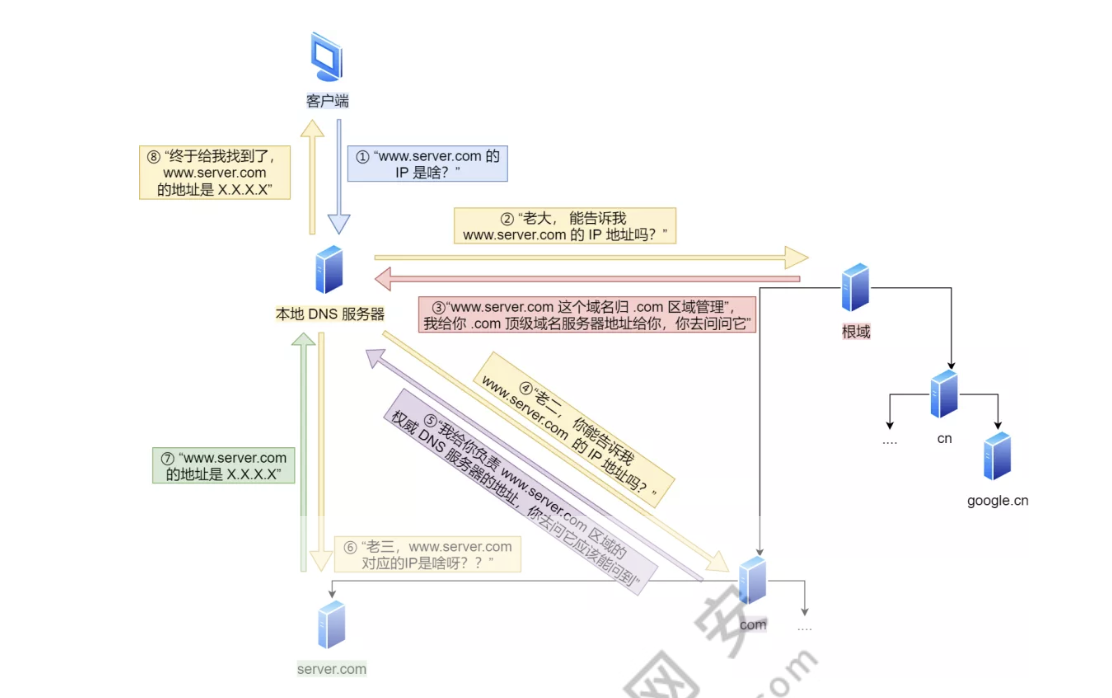 客户端
⑧ “终于给我找到了，
www.server.com
的地址是 X.X.X.X”
① “www.server.com 的
IP 是啥？”
② “老大， 能告诉我
www.server.com 的 IP 地址吗？”
本地 DNS 服务器
③“www.server.com 这个域名归 .com 区域管理”，
我给你 .com 顶级域名服务器地址给你，你去问问它”
根域
④ “老二， 你能告诉我
www.server.com 的 IP 地址吗？”
⑤ “我给你负责 www.server.com 区域的
权威 DNS 服务器的地址，你去问它应该能问到”
....
cn
google.cn
⑦ “www.server.com
的地址是 X.X.X.X”
⑥ “老三，www.server.com
对应的IP是啥呀？？”
com
....
server.com
网安
om